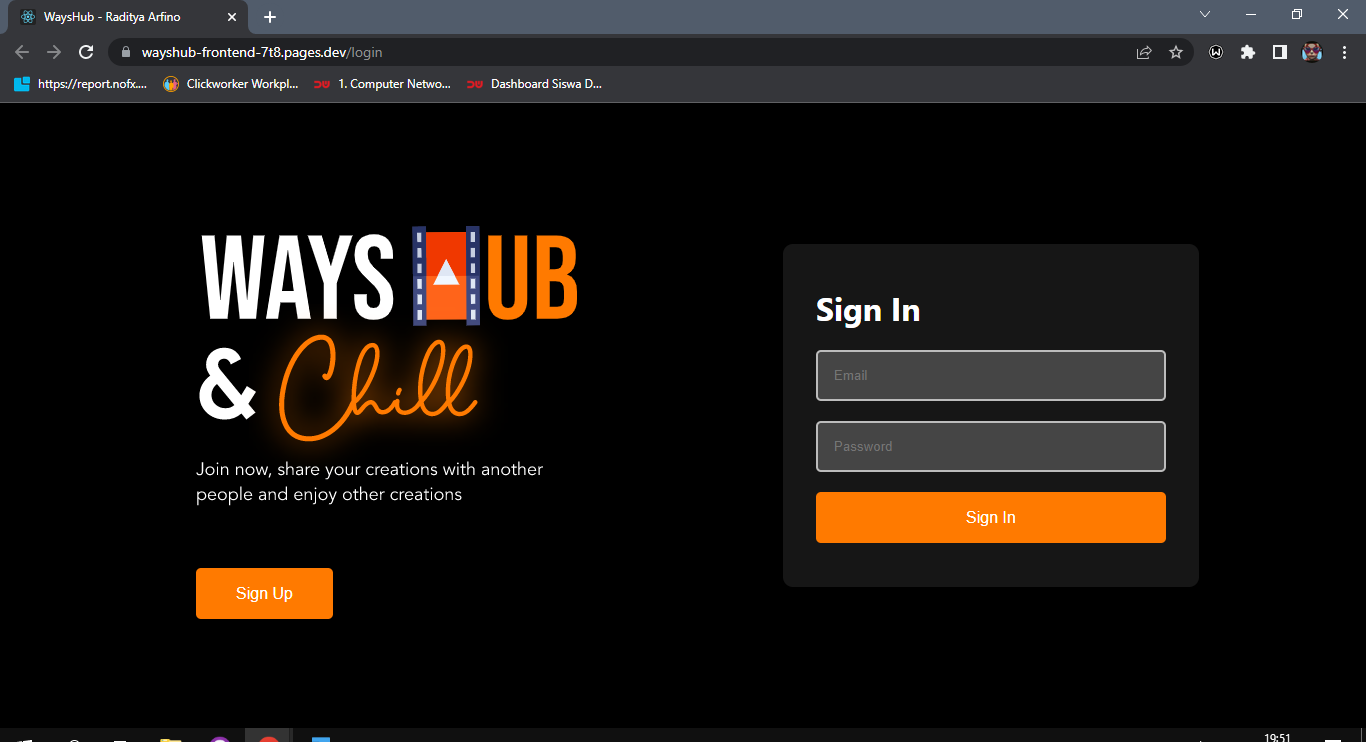 WaysHub - Raditya Arfino
wayshub-frontend-7t8.pages.dev/login
https://report.nofx....
Clickworker Workpl...
1. Computer Netwo...
Dashboard Siswa D...
WAYS HUB
& Chill
Join now, share your creations with another
people and enjoy other creations
Sign Up
Sign In
Email
Password
Sign In
19:51